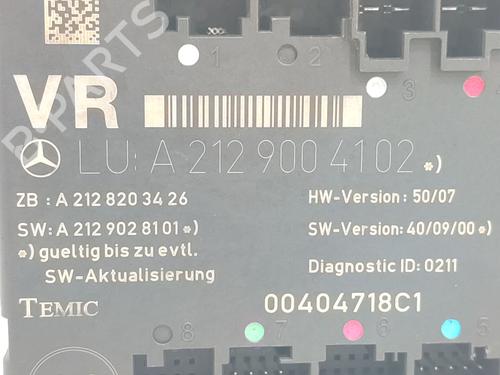 1 2 3 4
VR
LU: A 212 900 4102 *)
ZB : A 212 820 34 26
HW-Version : 50/07
SW: A 212 902 81 01 *)
SW-Version: 40/09/00 *)
*) gueltig bis zu evtl.
SW-Aktualisierung
Diagnostic ID: 0211
TEMIC
00404718C1
8 7 6 5